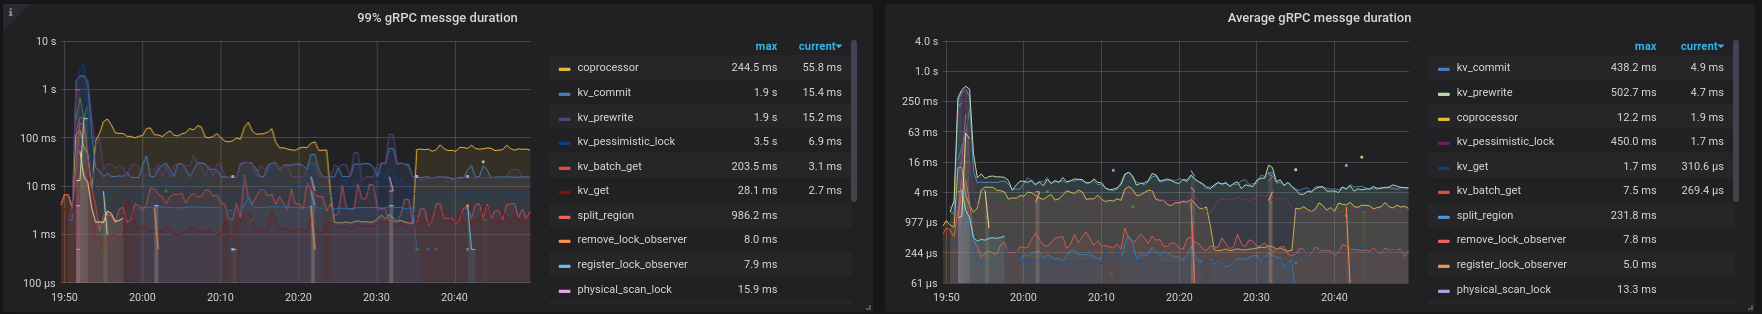 i
99% gRPC messge duration
10 s
1 s
100 ms
10 ms
1 ms
100 µs
19:50 20:00 20:10 20:20 20:30 20:40
max current
coprocessor 244.5 ms 55.8 ms
kv_commit 1.9 s 15.4 ms
kv_prewrite 1.9 s 15.2 ms
kv_pessimistic_lock 3.5 s 6.9 ms
kv_batch_get 203.5 ms 3.1 ms
kv_get 28.1 ms 2.7 ms
split_region 986.2 ms
remove_lock_observer 8.0 ms
register_lock_observer 7.9 ms
physical_scan_lock 15.9 ms
Average gRPC messge duration
4.0 s
1.0 s
250 ms
63 ms
16 ms
4 ms
977 µs
244 µs
61 µs
19:50 20:00 20:10 20:20 20:30 20:40
max current
kv_commit 438.2 ms 4.9 ms
kv_prewrite 502.7 ms 4.7 ms
coprocessor 12.2 ms 1.9 ms
kv_pessimistic_lock 450.0 ms 1.7 ms
kv_get 1.7 ms 310.6 µs
kv_batch_get 7.5 ms 269.4 µs
split_region 231.8 ms
remove_lock_observer 7.8 ms
register_lock_observer 5.0 ms
physical_scan_lock 13.3 ms